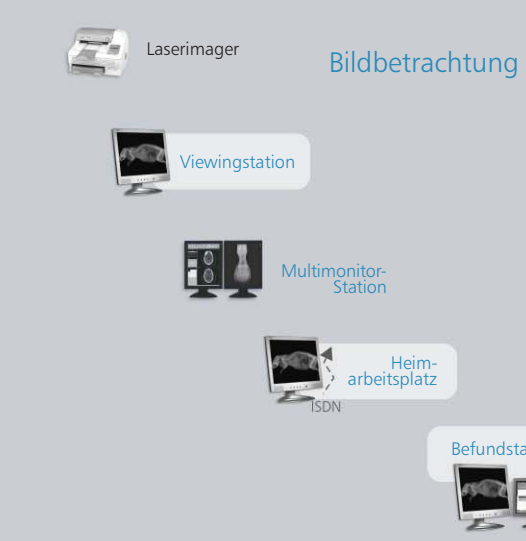 Laserimager
Bildbetrachtung
Viewingstation
Multimonitor-
Station
Heim-
arbeitsplatz
ISDN